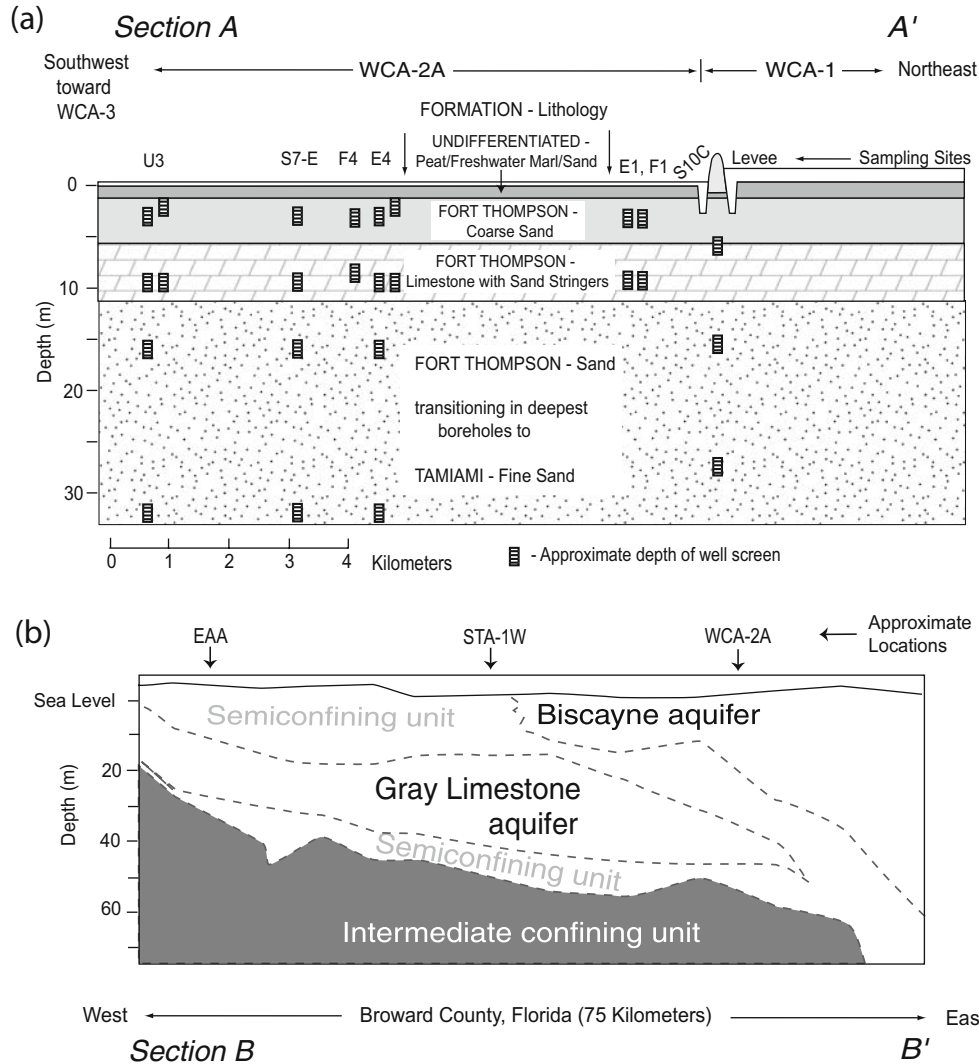 (a)
Section A
A'
Southwest
toward
WCA-3
WCA-2A
WCA-1
Northeast
FORMATION - Lithology
UNDIFFERENTIATED -
Peat/Freshwater Marl/Sand
U3
S7-E
F4
E4
E1, F1
S10C
Levee
Sampling Sites
0
10
20
30
Depth (m)
FORT THOMPSON -
Coarse Sand
FORT THOMPSON -
Limestone with Sand Stringers
FORT THOMPSON - Sand
transitioning in deepest
boreholes to
TAMIAMI - Fine Sand
0 1 2 3 4 Kilometers
- Approximate depth of well screen
(b)
EAA
STA-1W
WCA-2A
Approximate
Locations
Sea Level
20
40
60
Depth (m)
Semiconfining unit
Biscayne aquifer
Gray Limestone
aquifer
Semiconfining unit
Intermediate confining unit
West
Broward County, Florida (75 Kilometers)
Eas
Section B
B'